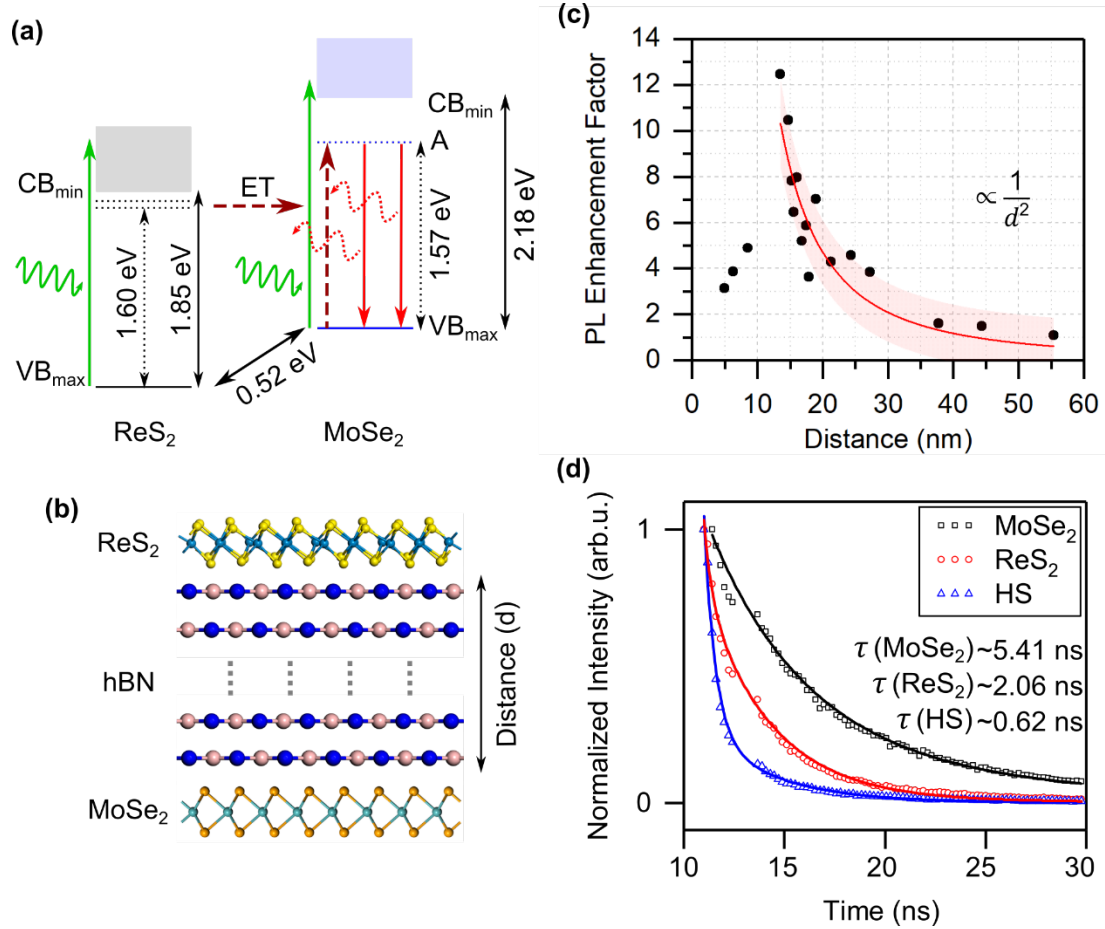 (a)
CBmin
A
CBmin
ET
1.60 eV
1.85 eV
1.57 eV
2.18 eV
VBmax
VBmax
0.52 eV
ReS2
MoSe2
(b)
ReS2
hBN
MoSe2
Distance (d)
(c)
PL Enhancement Factor
14
12
10
8
6
4
2
0
∝ 1/d²
0 10 20 30 40 50 60
Distance (nm)
(d)
Normalized Intensity (arb.u.)
1
0
MoSe2
ReS2
HS
τ (MoSe2)~5.41 ns
τ (ReS2)~2.06 ns
τ (HS)~0.62 ns
10 15 20 25 30
Time (ns)